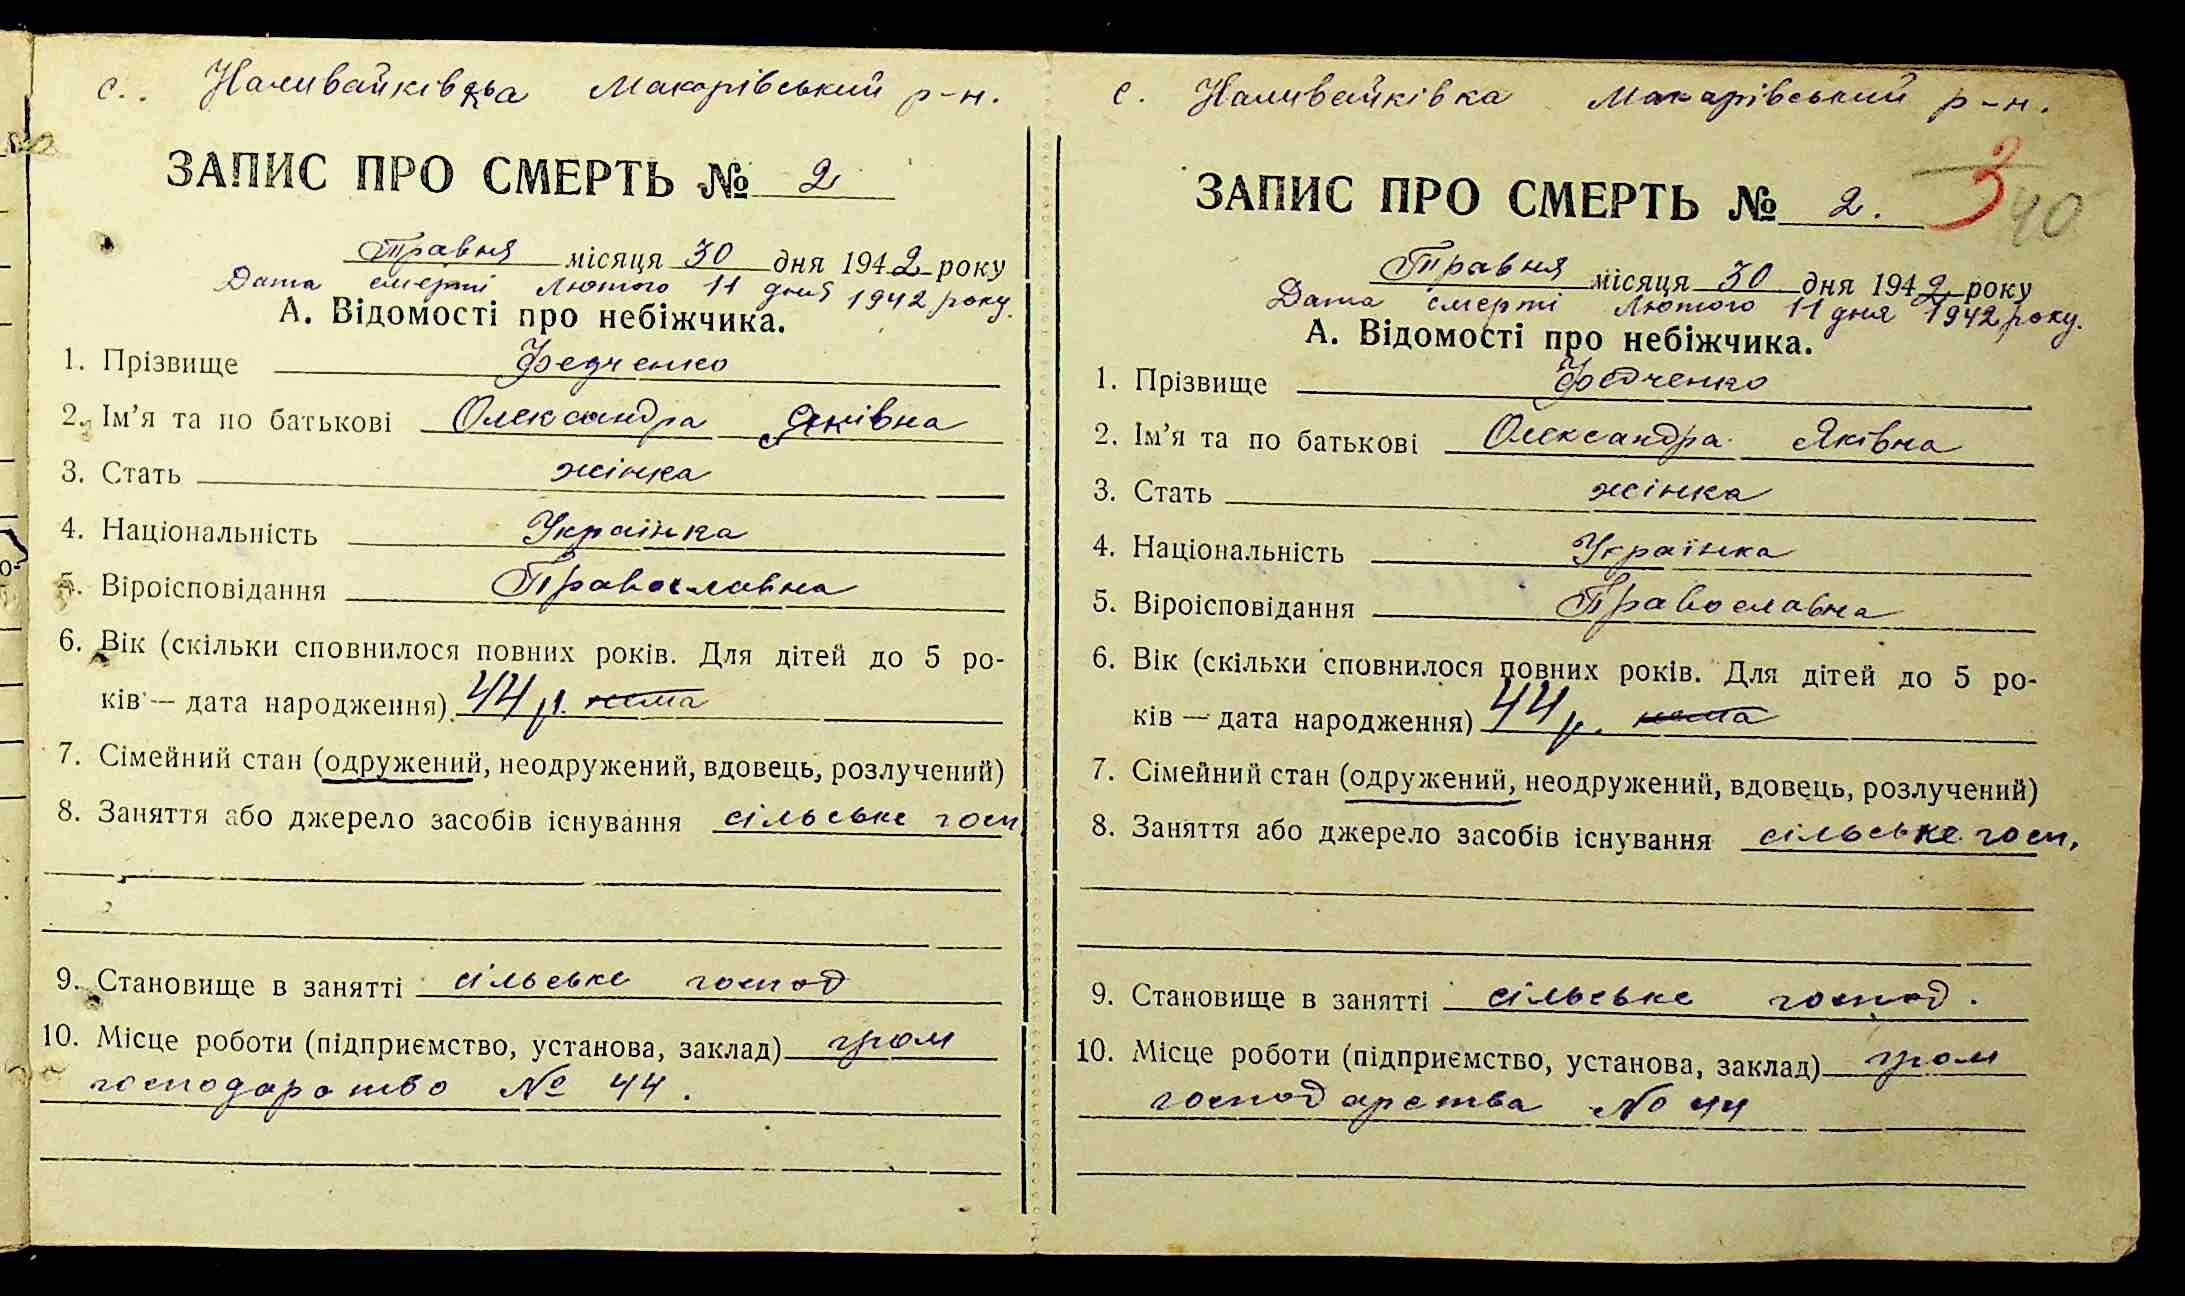 с. Наливайківка Макарівський р-н.
ЗАПИС ПРО СМЕРТЬ № 2
Травня місяця 30 дня 1942 року
Дата смерті Лютого 11 дня 1942 року.
А. Відомості про небіжчика.
1. Прізвище Федченко
2. Ім’я та по батькові Олександра Яківна
3. Стать жінка
4. Національність Українка
5. Віроісповідання Православна
6. Вік (скільки сповнилося повних років. Для дітей до 5 ро-
ків — дата народження) 44 р. нема
7. Сімейний стан (одружений, неодружений, вдовець, розлучений)
8. Заняття або джерело засобів існування сільське госп
9. Становище в занятті сільське господ
10. Місце роботи (підприємство, установа, заклад) гром
господарство № 44.
с. Наливайківка Макарівський р-н.
ЗАПИС ПРО СМЕРТЬ № 2.
3
40
Травня місяця 30 дня 1942 року
Дата смерті Лютого 11 дня 1942 року.
А. Відомості про небіжчика.
1. Прізвище Федченко
2. Ім’я та по батькові Олександра Яківна
3. Стать жінка
4. Національність Українка
5. Віроісповідання Православна
6. Вік (скільки сповнилося повних років. Для дітей до 5 ро-
ків — дата народження) 44 р. нема
7. Сімейний стан (одружений, неодружений, вдовець, розлучений)
8. Заняття або джерело засобів існування сільське госп.
9. Становище в занятті сільське господ.
10. Місце роботи (підприємство, установа, заклад) гром
господарства № 44